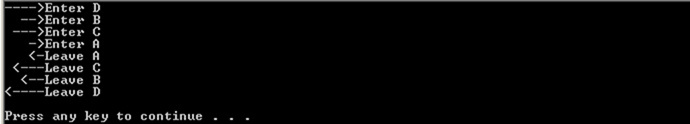 ---->Enter D
-->Enter B
--->Enter C
->Enter A
<-Leave A
<---Leave C
<--Leave B
<----Leave D
Press any key to continue . . .